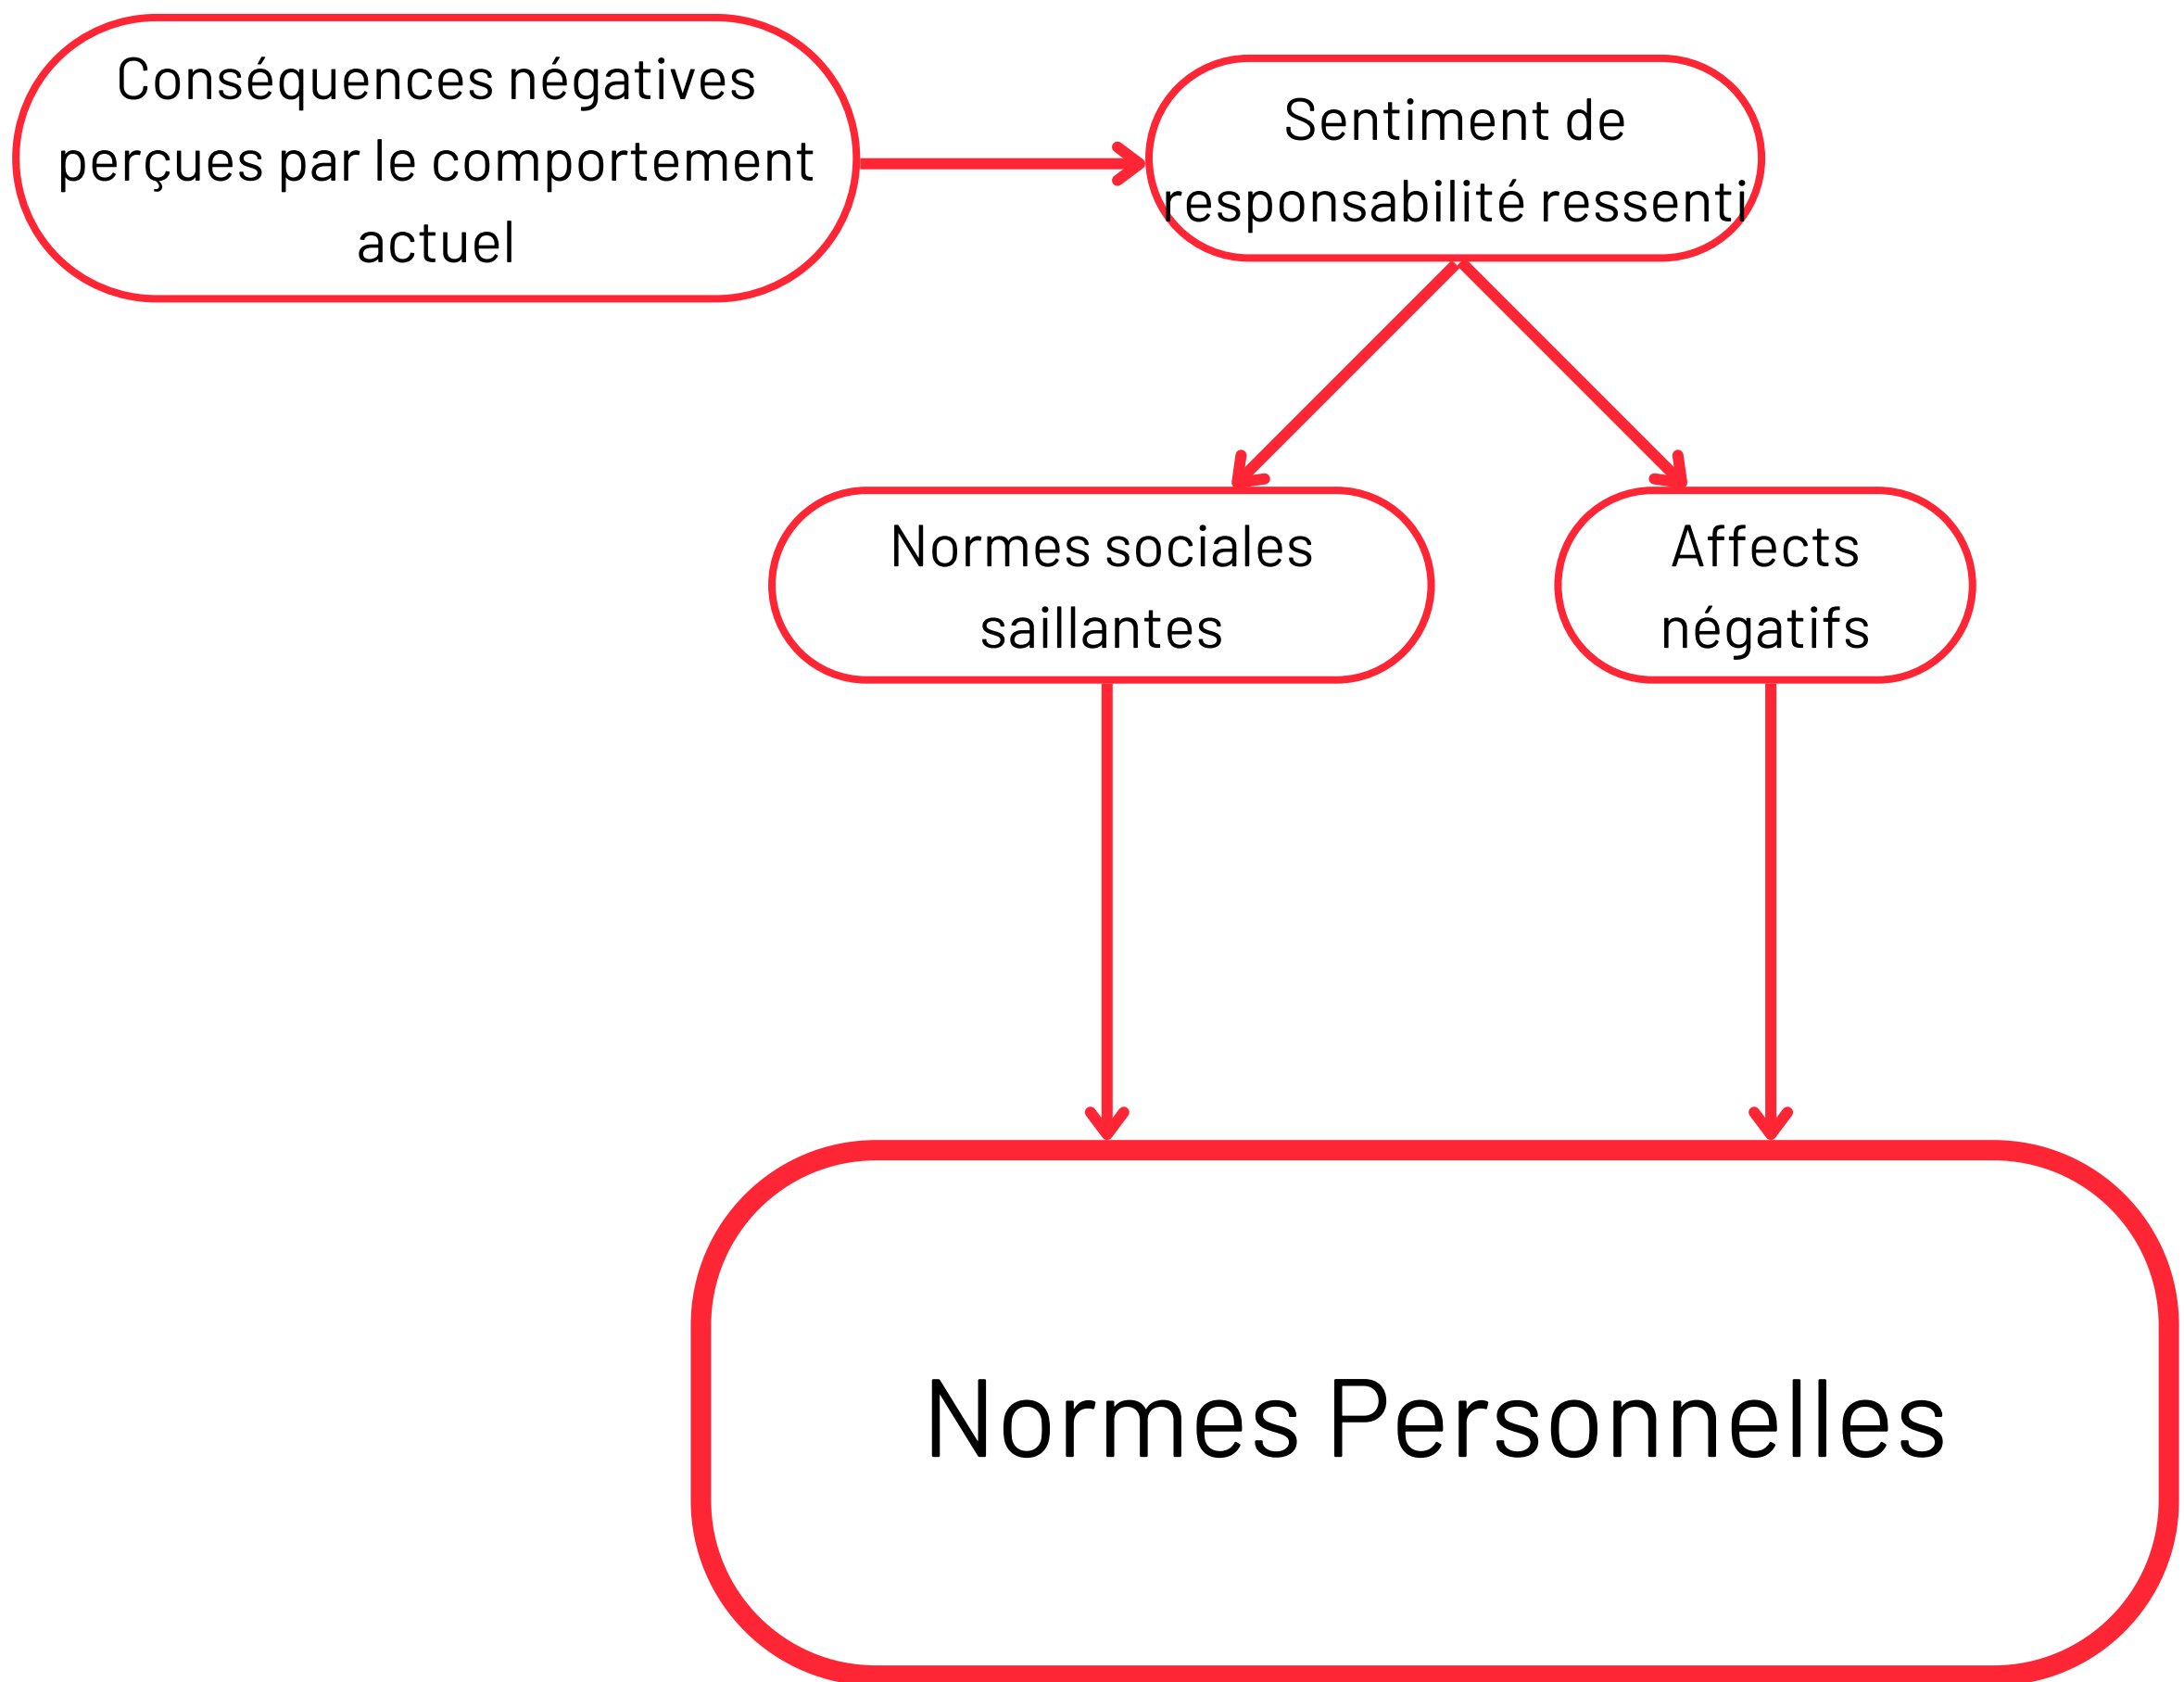 Conséquences négatives
perçues par le comportement
actuel
Sentiment de
responsabilité ressenti
Normes sociales
saillantes
Affects
négatifs
Normes Personnelles